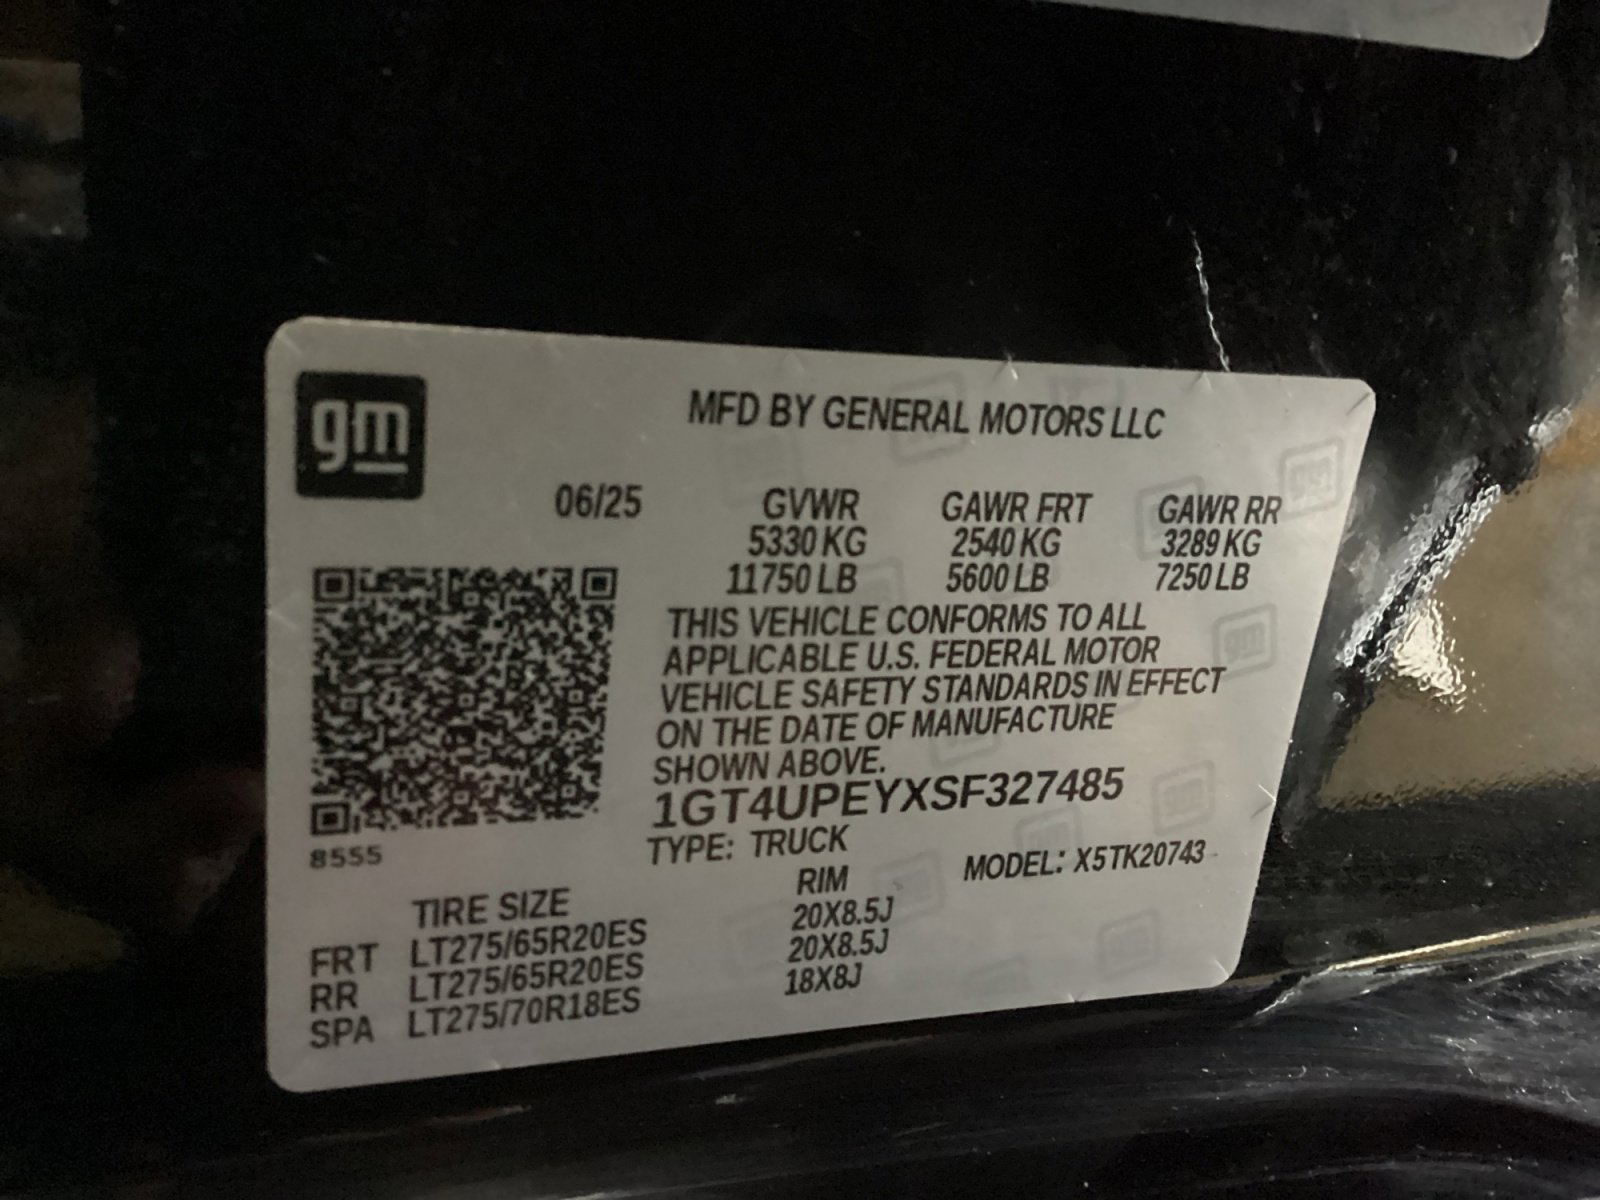 gm
MFD BY GENERAL MOTORS LLC
06/25 GVWR GAWR FRT GAWR RR
5330 KG 2540 KG 3289 KG
11750 LB 5600 LB 7250 LB
THIS VEHICLE CONFORMS TO ALL
APPLICABLE U.S. FEDERAL MOTOR
VEHICLE SAFETY STANDARDS IN EFFECT
ON THE DATE OF MANUFACTURE
SHOWN ABOVE.
1GT4UPEYXSF327485
8555
TYPE: TRUCK MODEL: X5TK20743
TIRE SIZE RIM
FRT LT275/65R20ES 20X8.5J
RR LT275/65R20ES 20X8.5J
SPA LT275/70R18ES 18X8J